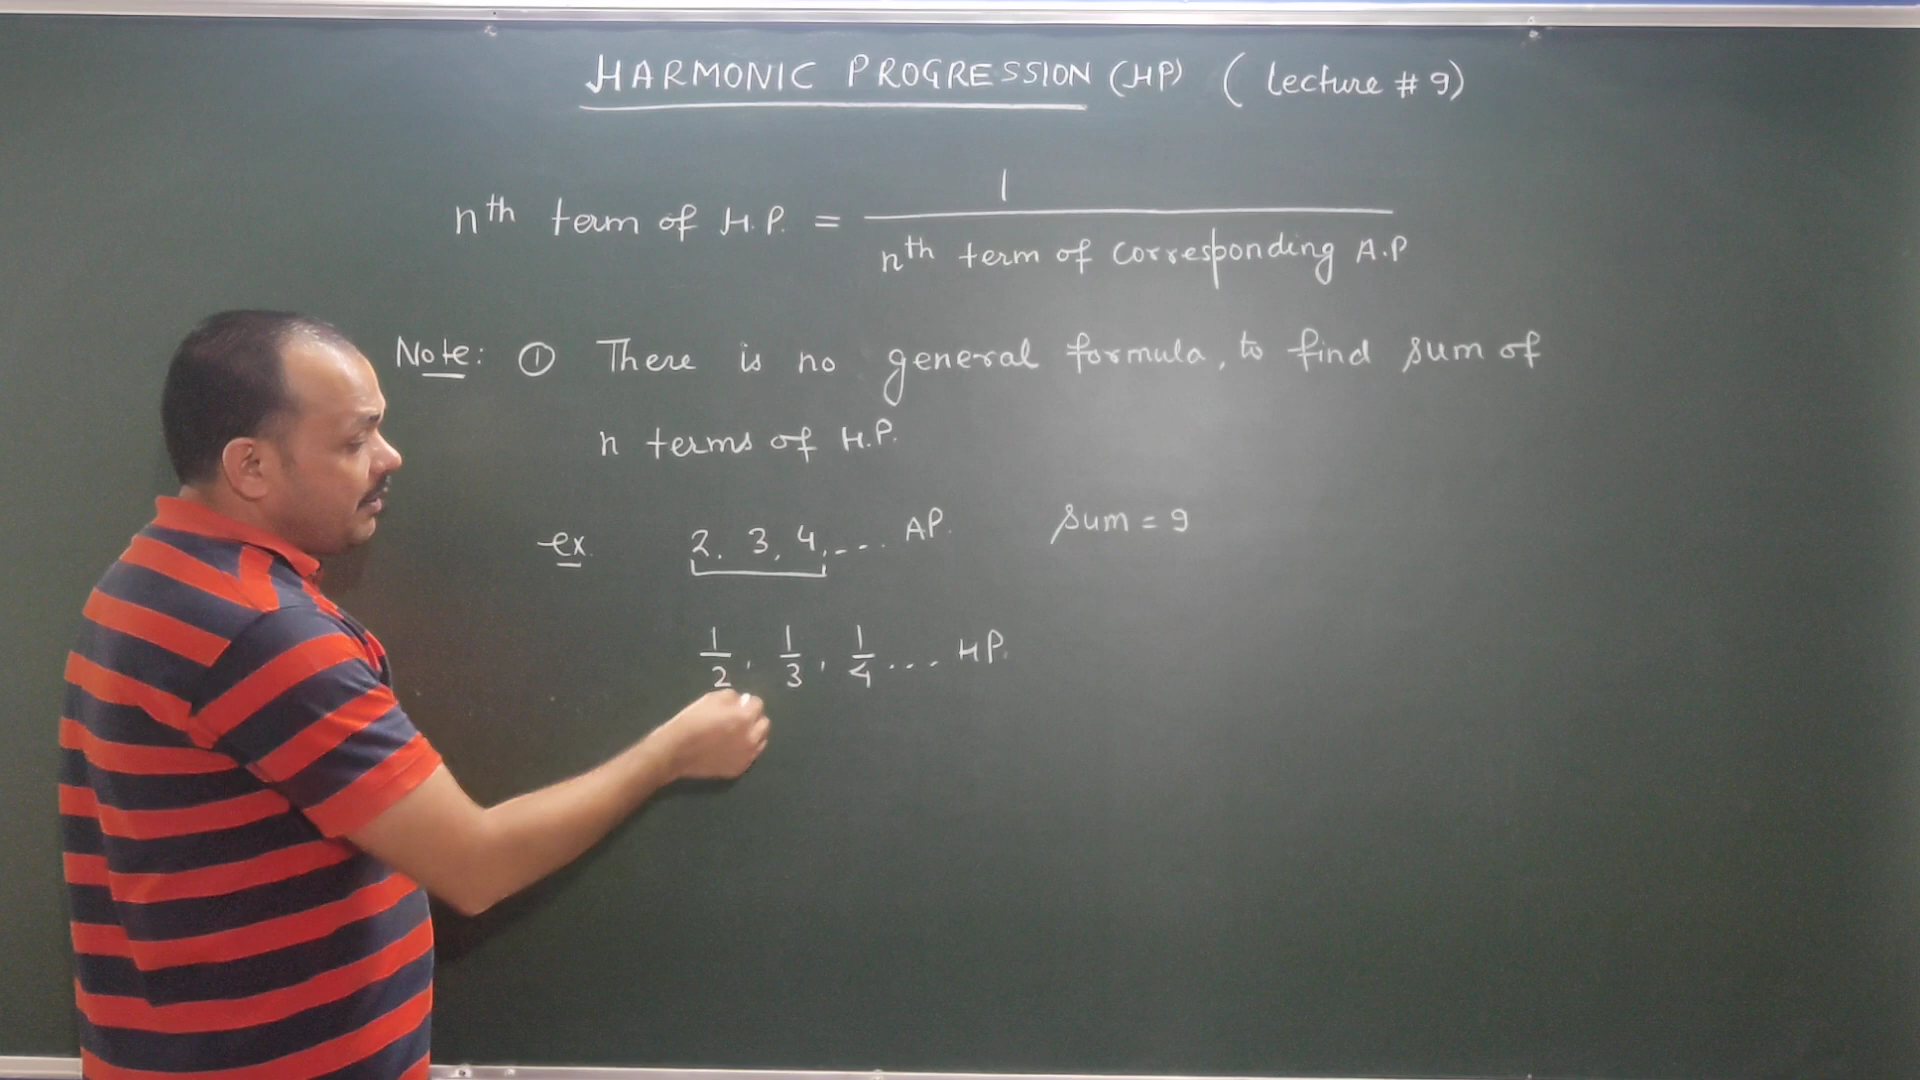 HARMONIC PROGRESSION (HP) ( Lecture # 9)
nth term of H.P. = 1 / nth term of corresponding A.P
Note: ① There is no general formula, to find sum of
n terms of H.P.
ex. 2, 3, 4, ... AP. Sum = 9
1/2, 1/3, 1/4 ... HP.